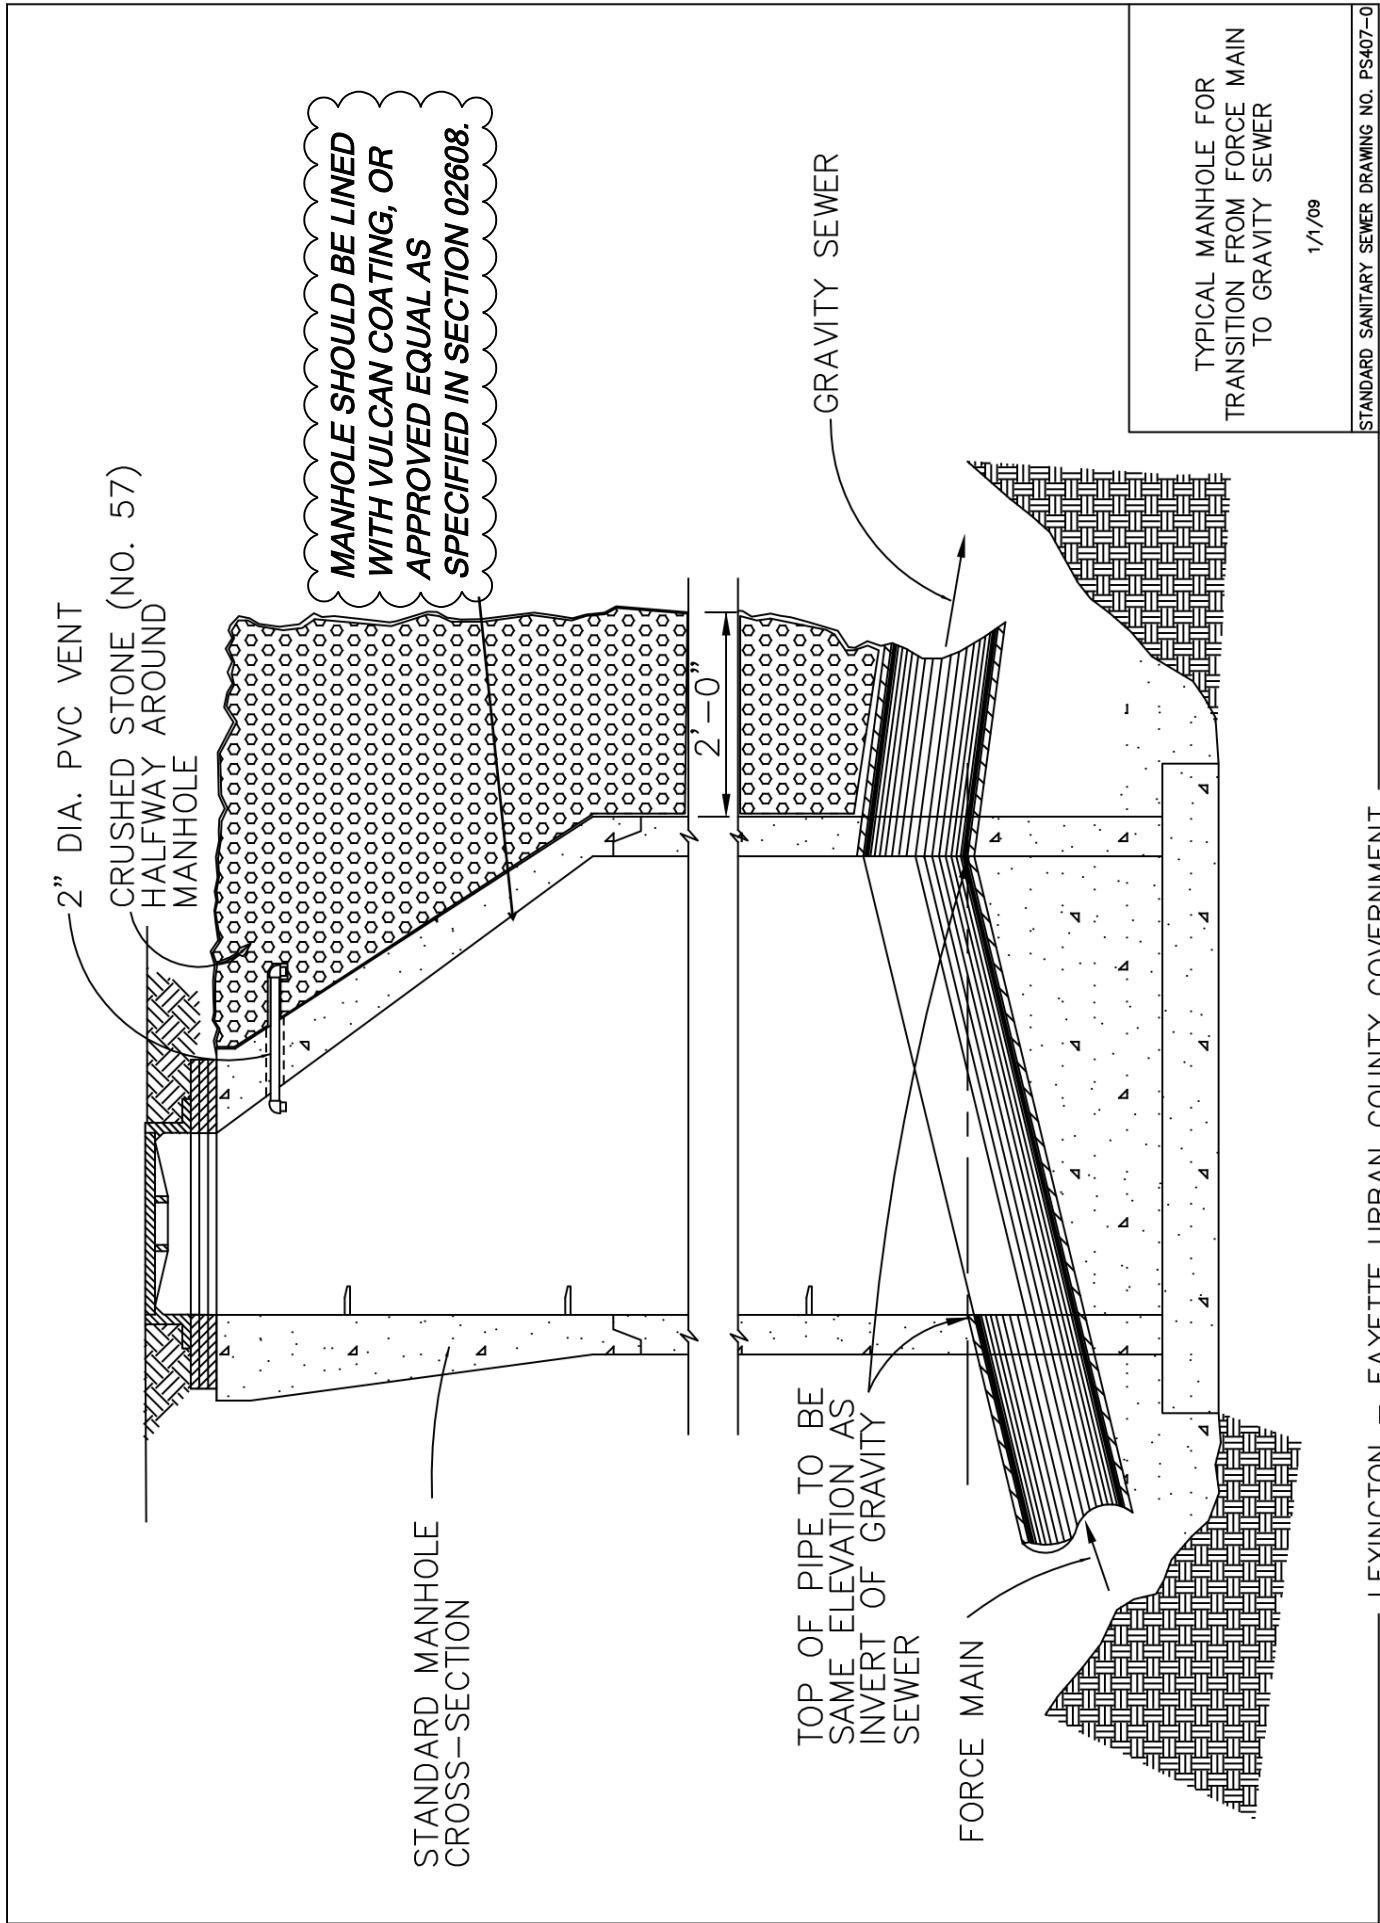 2" DIA. PVC VENT
CRUSHED STONE (NO. 57)
HALFWAY AROUND
MANHOLE
MANHOLE SHOULD BE LINED
WITH VULCAN COATING, OR
APPROVED EQUAL AS
SPECIFIED IN SECTION 02608.
STANDARD MANHOLE
CROSS-SECTION
2'-0"
GRAVITY SEWER
TOP OF PIPE TO BE
SAME ELEVATION AS
INVERT OF GRAVITY
SEWER
FORCE MAIN
TYPICAL MANHOLE FOR
TRANSITION FROM FORCE MAIN
TO GRAVITY SEWER
1/1/09
STANDARD SANITARY SEWER DRAWING NO. PS407-0
LEXINGTON - FAYETTE URBAN COUNTY GOVERNMENT